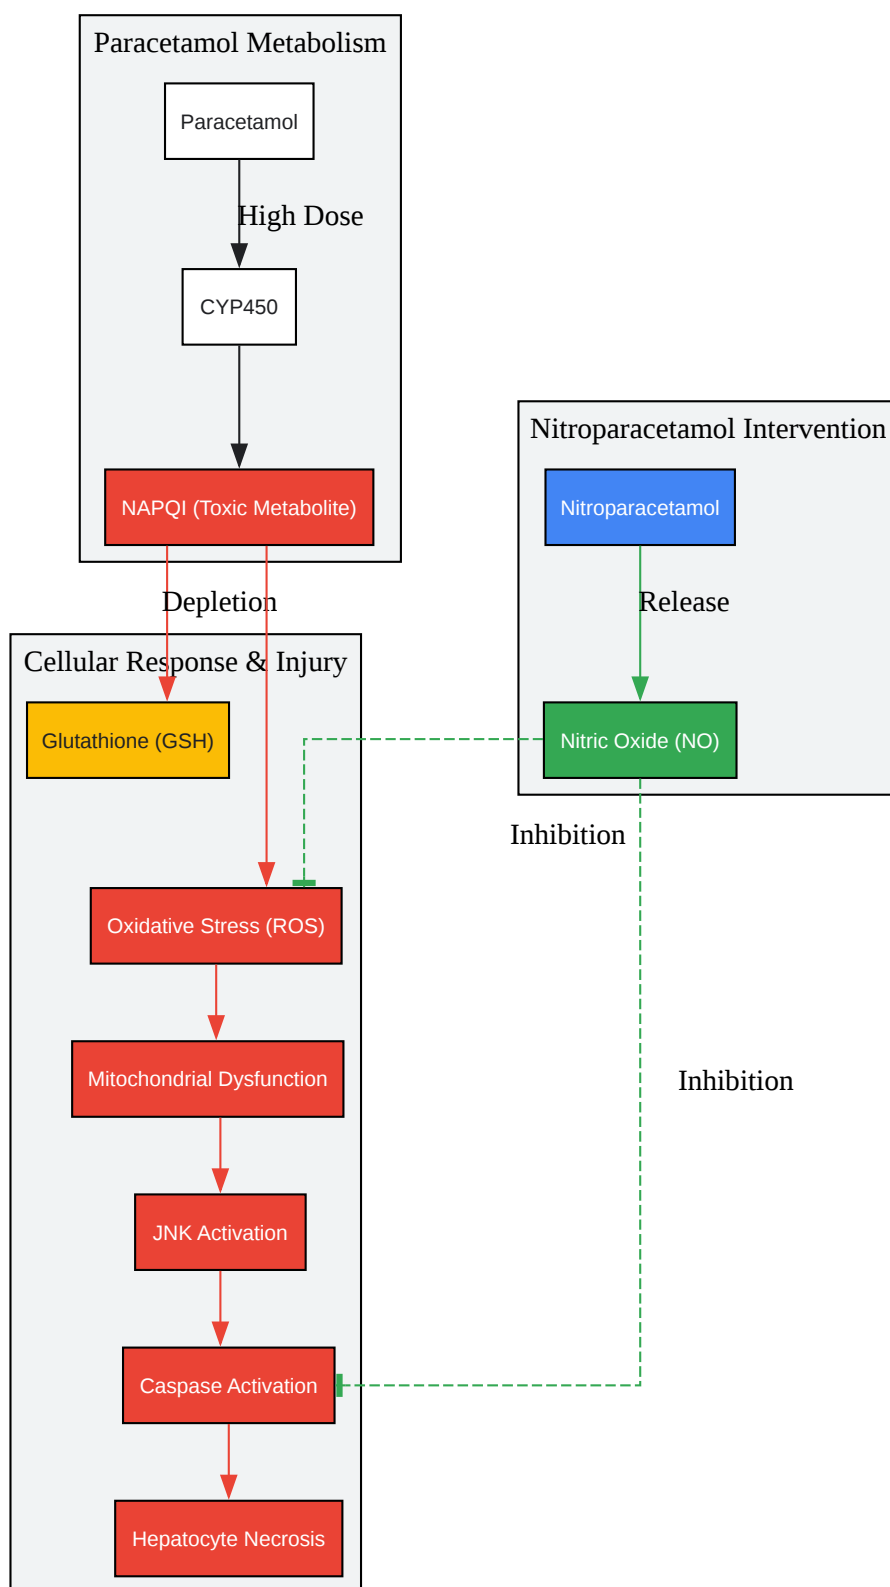 Paracetamol Metabolism
Paracetamol
High Dose
CYP450
NAPQI (Toxic Metabolite)
Depletion
Cellular Response & Injury
Glutathione (GSH)
Oxidative Stress (ROS)
Mitochondrial Dysfunction
JNK Activation
Caspase Activation
Hepatocyte Necrosis
Nitroparacetamol Intervention
Nitroparacetamol
Release
Nitric Oxide (NO)
Inhibition
Inhibition